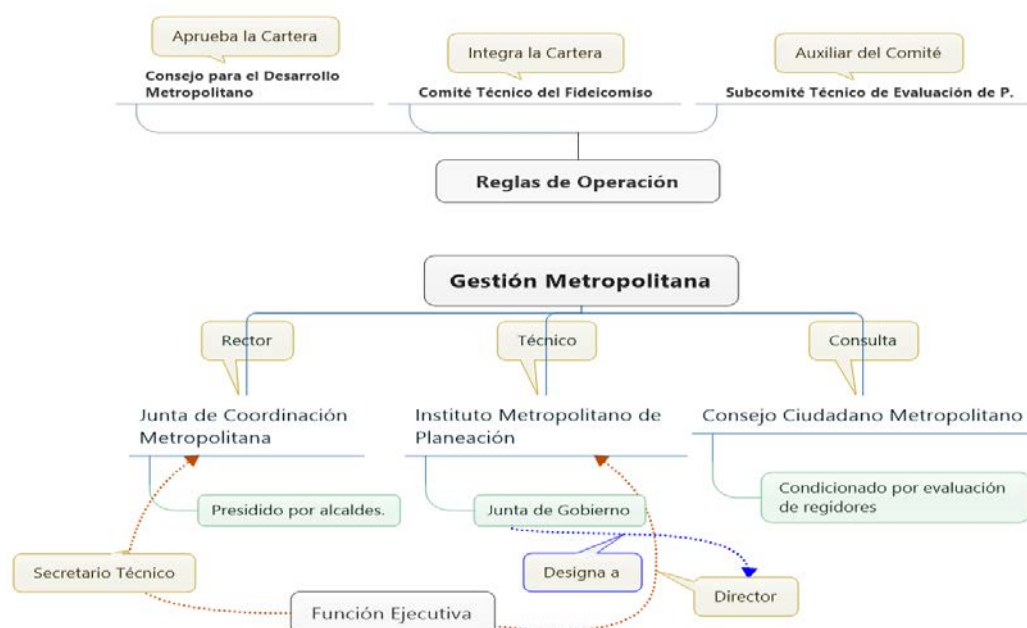 Aprueba la Cartera
Integra la Cartera
Auxiliar del Comité
Consejo para el Desarrollo
Metropolitano
Comité Técnico del Fideicomiso
Subcomité Técnico de Evaluación de P.
Reglas de Operación
Gestión Metropolitana
Rector
Técnico
Consulta
Junta de Coordinación
Metropolitana
Instituto Metropolitano de
Planeación
Consejo Ciudadano Metropolitano
Presidido por alcaldes.
Junta de Gobierno
Condicionado por evaluación
de regidores
Secretario Técnico
Designa a
Director
Función Ejecutiva